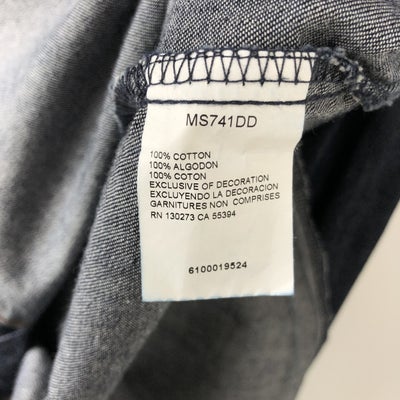 MS741DD
100% COTTON
100% ALGODON
100% COTON
EXCLUSIVE OF DECORATION
EXCLUYENDO LA DECORACION
GARNITURES NON COMPRISES
RN 130273 CA 55394
6100019524